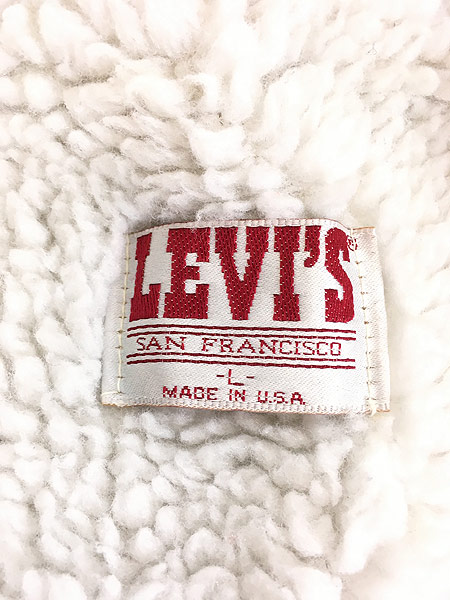 LEVI'S®
SAN FRANCISCO
-L-
MADE IN U.S.A.